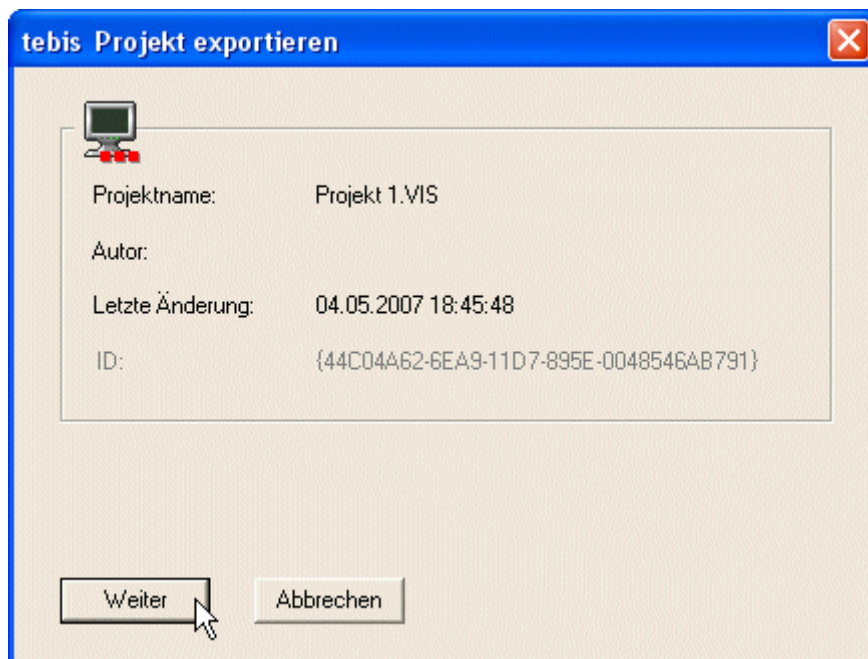 tebis Projekt exportieren
Projektname: Projekt 1.VIS
Autor:
Letzte Änderung: 04.05.2007 18:45:48
ID: {44C04A62-6EA9-11D7-895E-0048546AB791}
Weiter Abbrechen